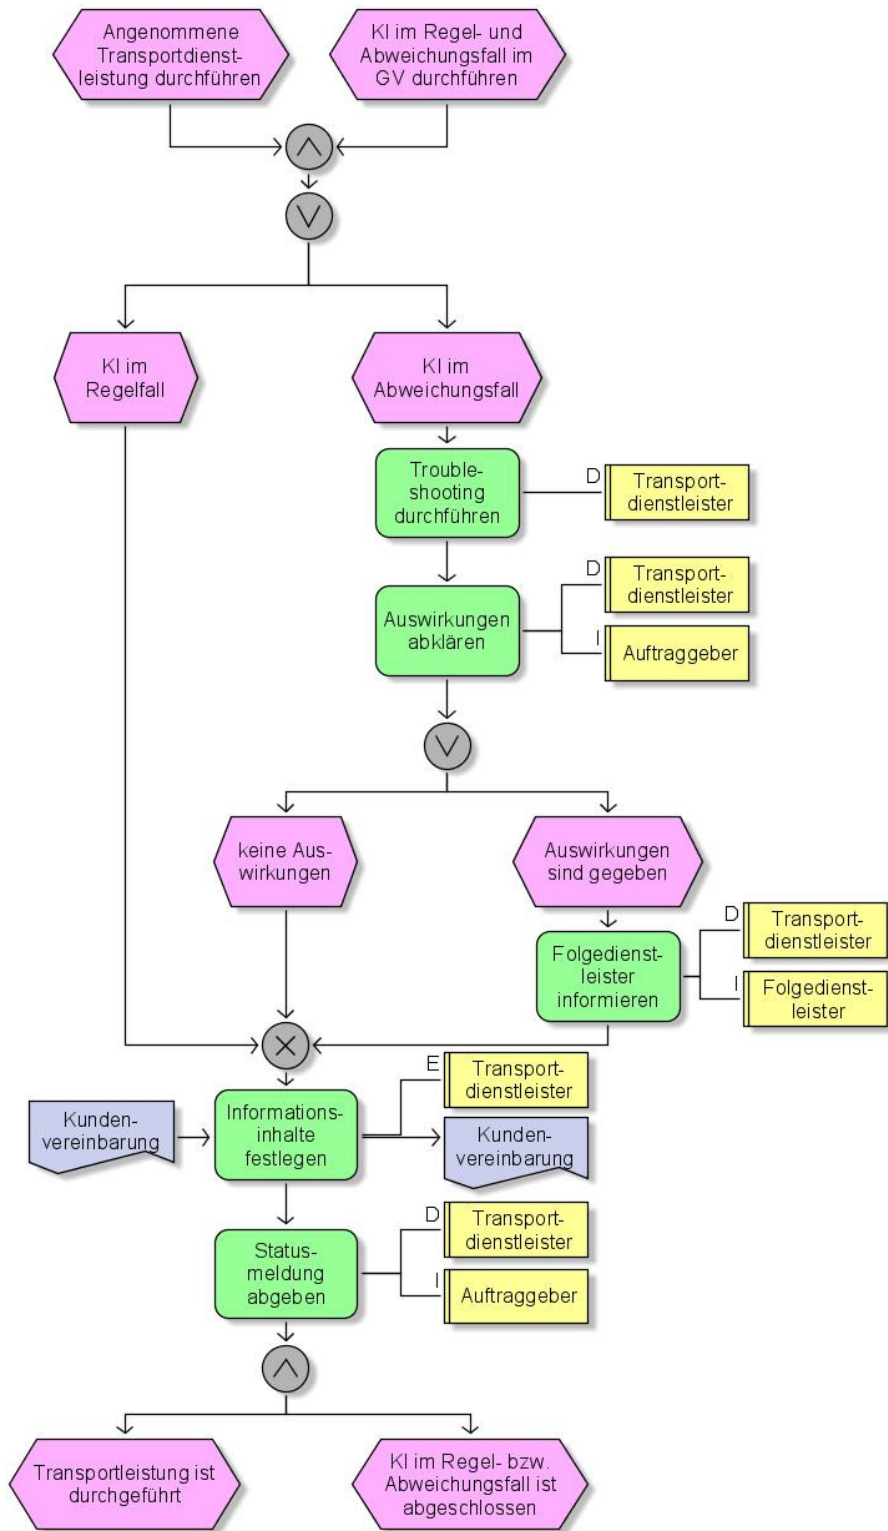 Angenommene
Transportdienst-
leistung durchführen
KI im Regel- und
Abweichungsfall im
GV durchführen
KI im
Regelfall
KI im
Abweichungsfall
Trouble-
shooting
durchführen
D
Transport-
dienstleister
Auswirkungen
abklären
D
Transport-
dienstleister
I
Auftraggeber
keine Aus-
wirkungen
Auswirkungen
sind gegeben
Folgedienst-
leister
informieren
D
Transport-
dienstleister
I
Folgedienst-
leister
Kunden-
vereinbarung
Informations-
inhalte
festlegen
E
Transport-
dienstleister
Kunden-
vereinbarung
Status-
meldung
abgeben
D
Transport-
dienstleister
I
Auftraggeber
Transportleistung ist
durchgeführt
KI im Regel- bzw.
Abweichungsfall ist
abgeschlossen